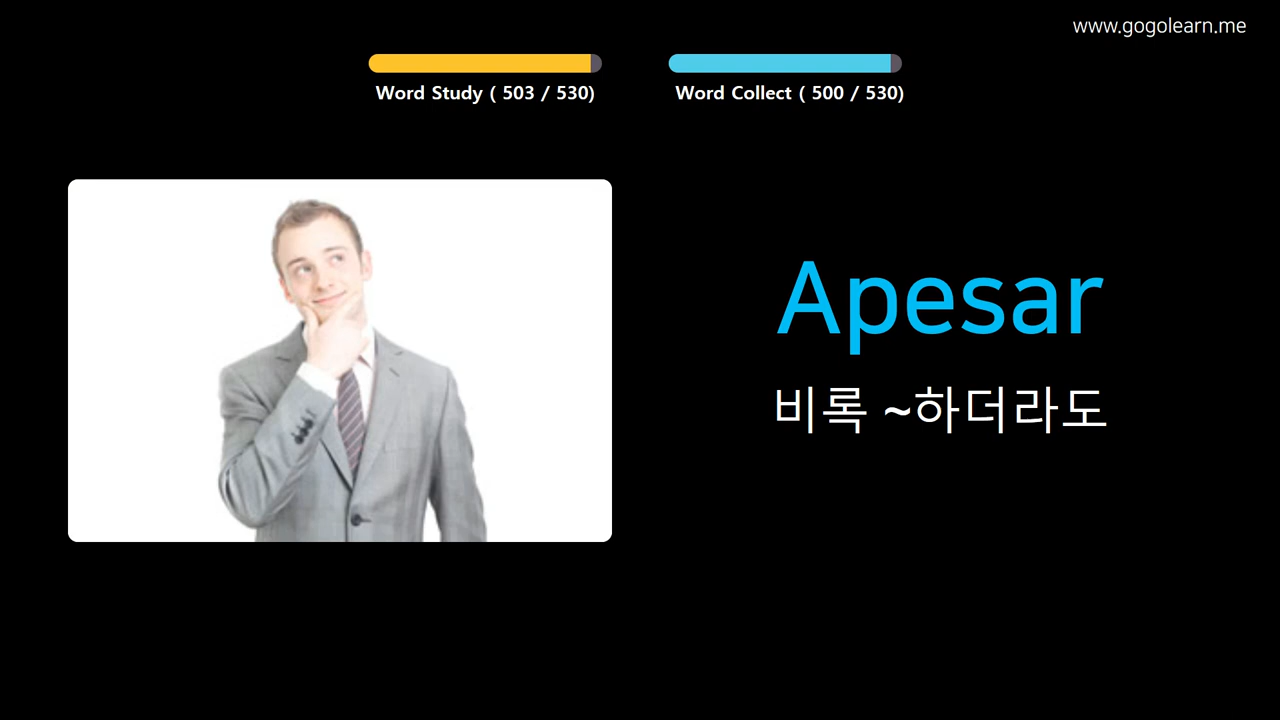 www.gogolearn.me
Word Study ( 503 / 530)
Word Collect ( 500 / 530)
Apesar
비록 ~하더라도